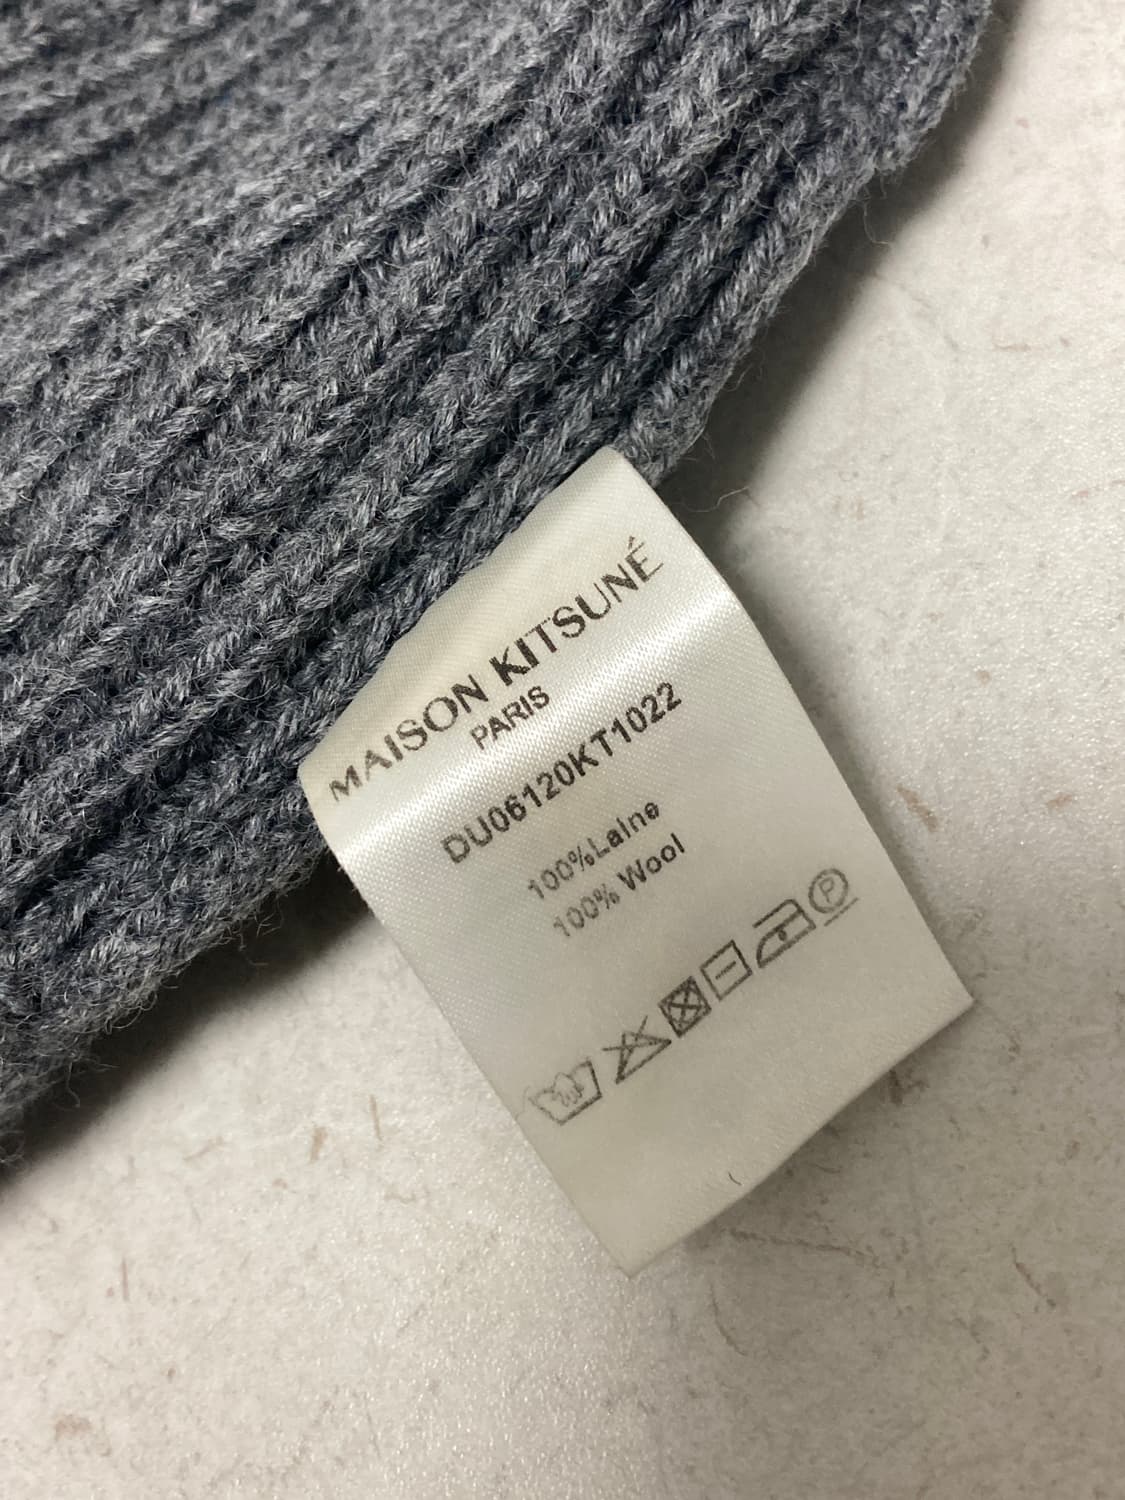 MAISON KITSUNÉ
PARIS
DU06120KT1022
100%Laine
100% Wool
P